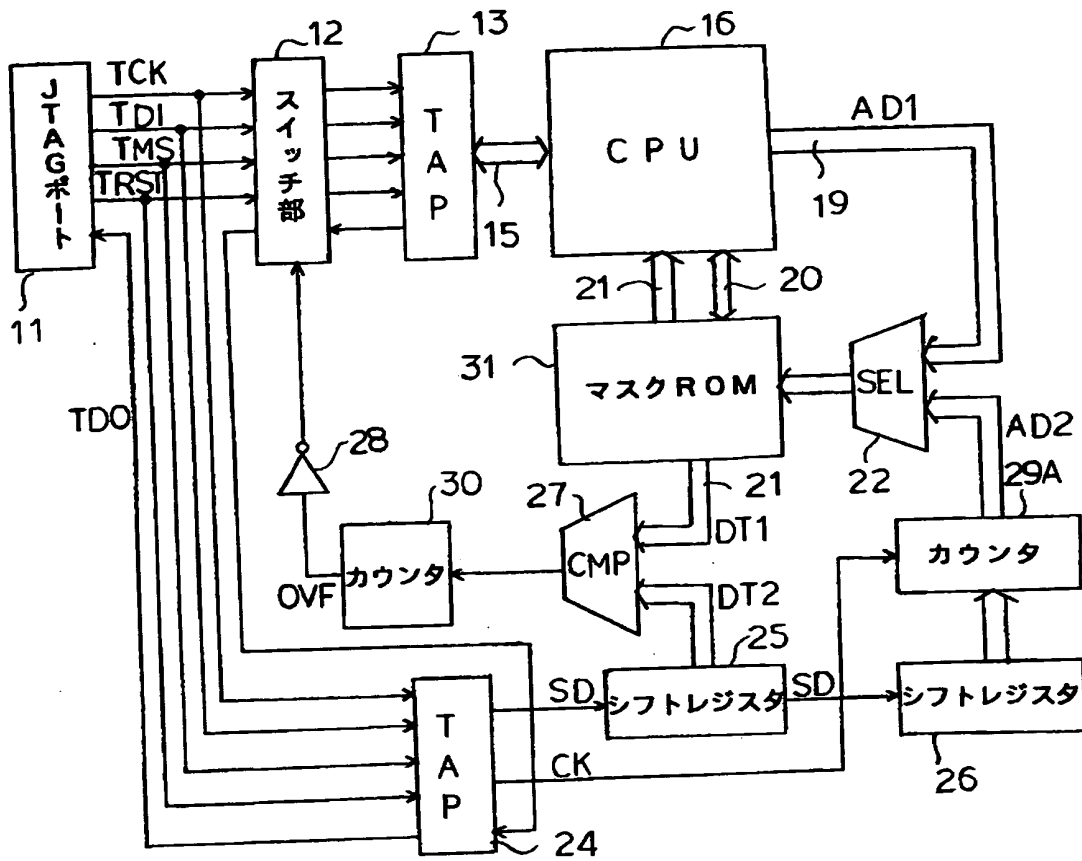 12
13
16
JTAGポート
TCK
TDI
TMS
TRST
スイッチ部
TAP
CPU
AD1
15
19
11
21
20
31
マスクROM
SEL
TDO
28
22
AD2
27
21
29A
30
DT1
カウンタ
CMP
カウンタ
OVF
DT2
25
SD
シフトレジスタ
SD
シフトレジスタ
TAP
CK
26
24